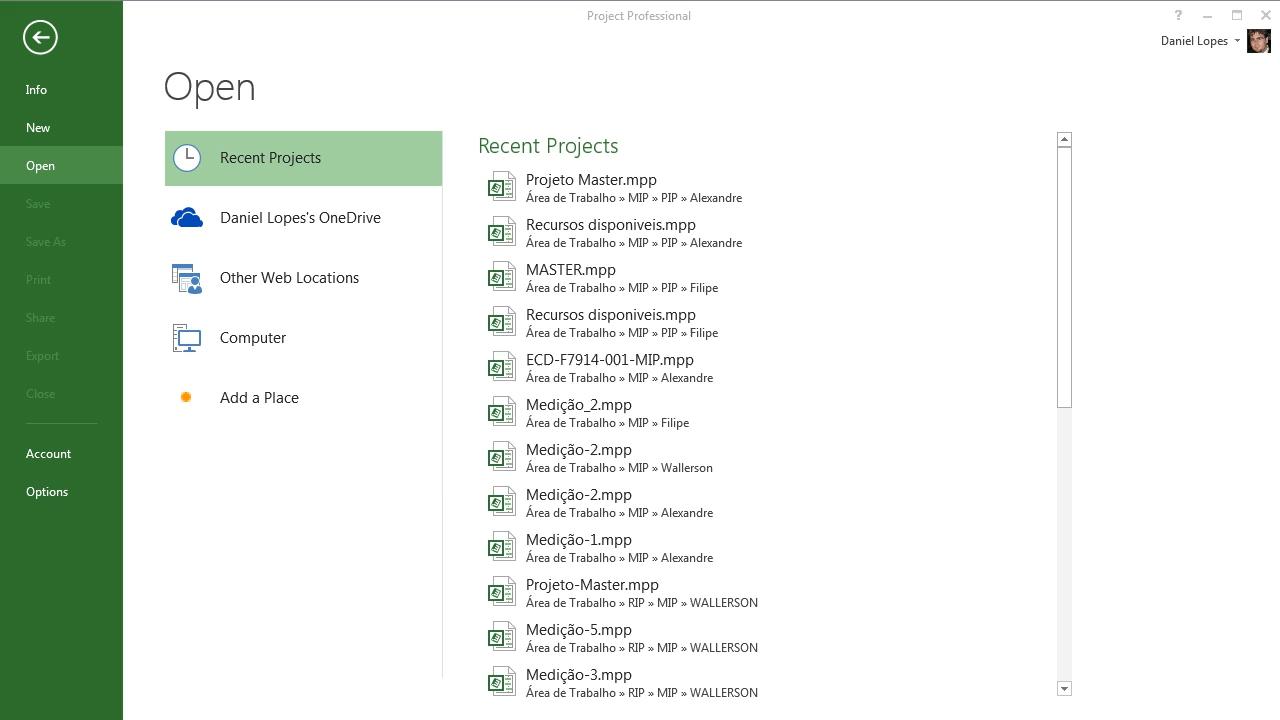 Project Professional
?
Daniel Lopes
Info
New
Open
Save
Save As
Print
Share
Export
Close
Account
Options
Open
Recent Projects
Daniel Lopes's OneDrive
Other Web Locations
Computer
Add a Place
Recent Projects
Projeto Master.mpp
Área de Trabalho » MIP » PIP » Alexandre
Recursos disponiveis.mpp
Área de Trabalho » MIP » PIP » Alexandre
MASTER.mpp
Área de Trabalho » MIP » PIP » Filipe
Recursos disponiveis.mpp
Área de Trabalho » MIP » PIP » Filipe
ECD-F7914-001-MIP.mpp
Área de Trabalho » MIP » Alexandre
Medição_2.mpp
Área de Trabalho » MIP » Filipe
Medição-2.mpp
Área de Trabalho » MIP » Wallerson
Medição-2.mpp
Área de Trabalho » MIP » Alexandre
Medição-1.mpp
Área de Trabalho » MIP » Alexandre
Projeto-Master.mpp
Área de Trabalho » RIP » MIP » WALLERSON
Medição-5.mpp
Área de Trabalho » RIP » MIP » WALLERSON
Medição-3.mpp
Área de Trabalho » RIP » MIP » WALLERSON